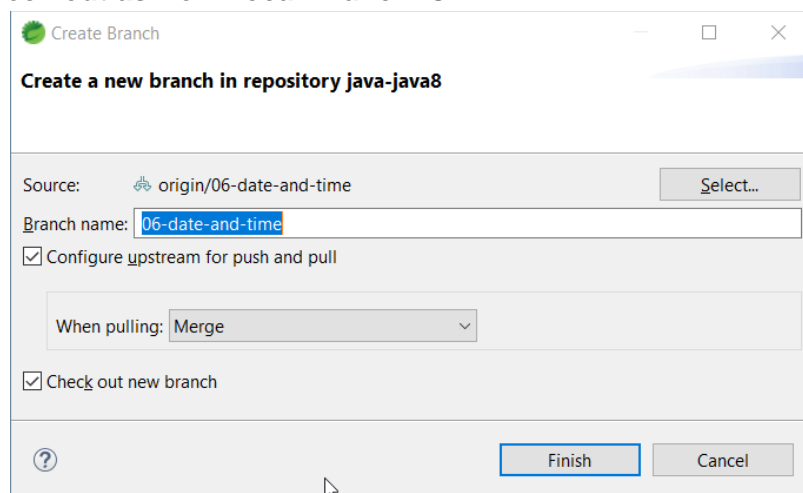 Create Branch
Create a new branch in repository java-java8
Source: origin/06-date-and-time Select...
Branch name: 06-date-and-time
Configure upstream for push and pull
When pulling: Merge
Check out new branch
Finish Cancel